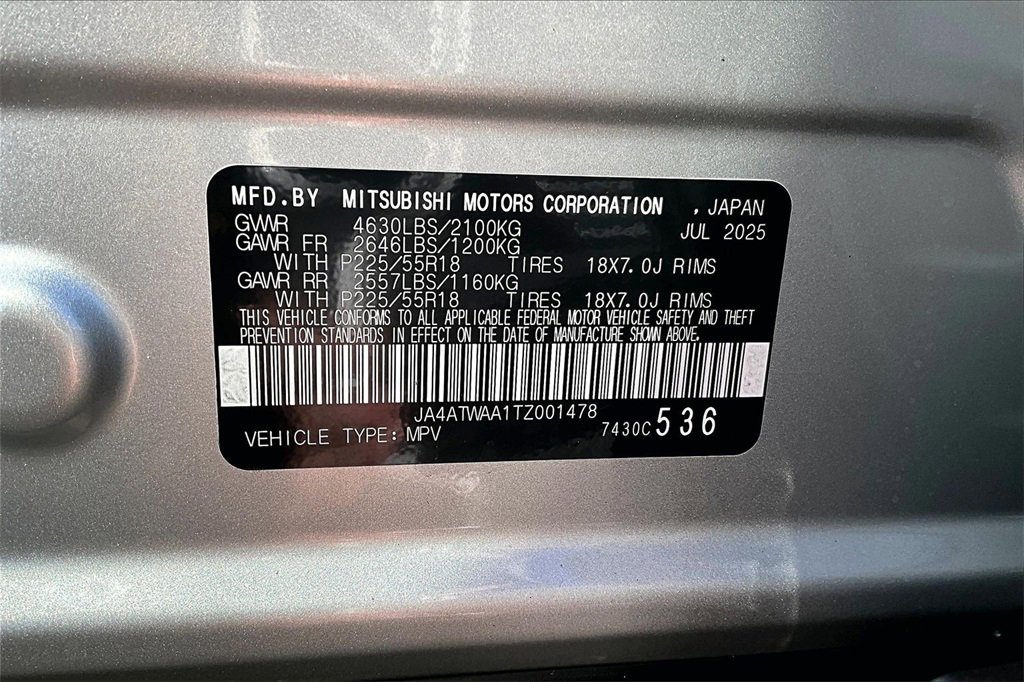 MFD.BY MITSUBISHI MOTORS CORPORATION , JAPAN
GVWR 4630LBS/2100KG JUL 2025
GAWR FR 2646LBS/1200KG
WITH P225/55R18 TIRES 18X7.0J RIMS
GAWR RR 2557LBS/1160KG
WITH P225/55R18 TIRES 18X7.0J RIMS
THIS VEHICLE CONFORMS TO ALL APPLICABLE FEDERAL MOTOR VEHICLE SAFETY AND THEFT
PREVENTION STANDARDS IN EFFECT ON THE DATE OF MANUFACTURE SHOWN ABOVE.
JA4ATWAA1TZ001478
VEHICLE TYPE: MPV 7430C 536